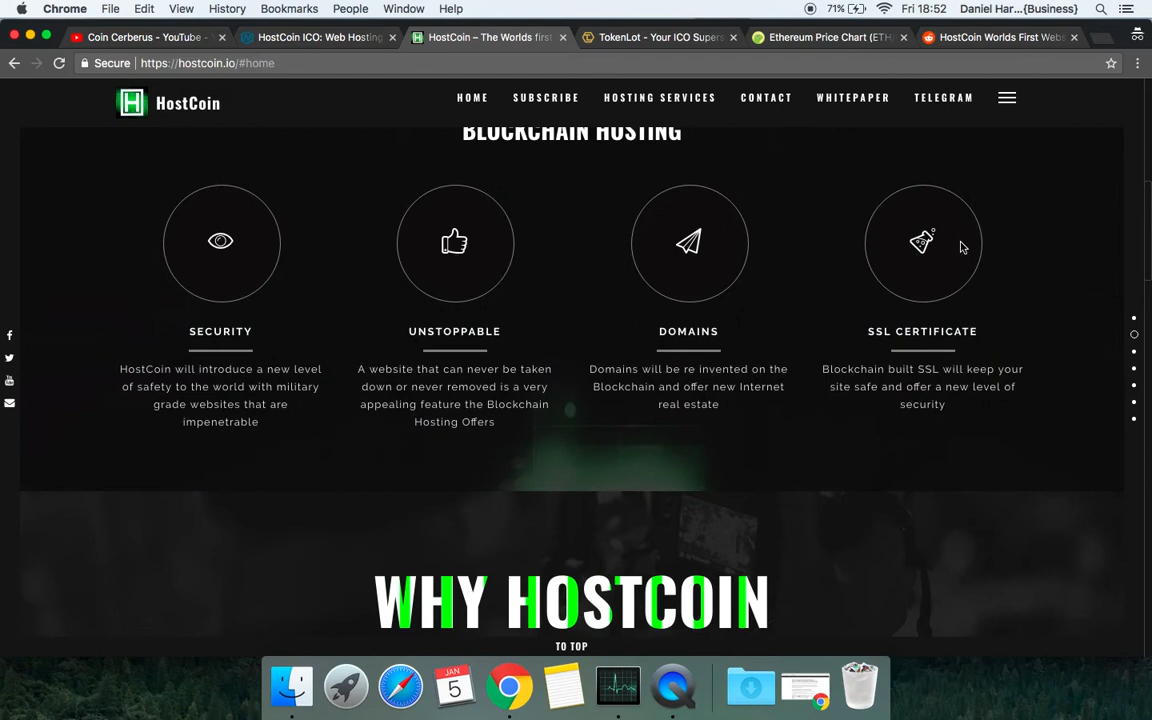 Chrome File Edit View History Bookmarks People Window Help 71% Fri 18:52 Daniel Har...{Business}
Coin Cerberus - YouTube -
HostCoin ICO: Web Hosting
HostCoin – The Worlds first
TokenLot - Your ICO Supers
Ethereum Price Chart (ETH
HostCoin Worlds First Webs
Secure https://hostcoin.io/#home
H HostCoin
HOME SUBSCRIBE HOSTING SERVICES CONTACT WHITEPAPER TELEGRAM
BLOCKCHAIN HOSTING
SECURITY
HostCoin will introduce a new level
of safety to the world with military
grade websites that are
impenetrable
UNSTOPPABLE
A website that can never be taken
down or never removed is a very
appealing feature the Blockchain
Hosting Offers
DOMAINS
Domains will be re invented on the
Blockchain and offer new Internet
real estate
SSL CERTIFICATE
Blockchain built SSL will keep your
site safe and offer a new level of
security
WHY HOSTCOIN
TO TOP
JAN
5